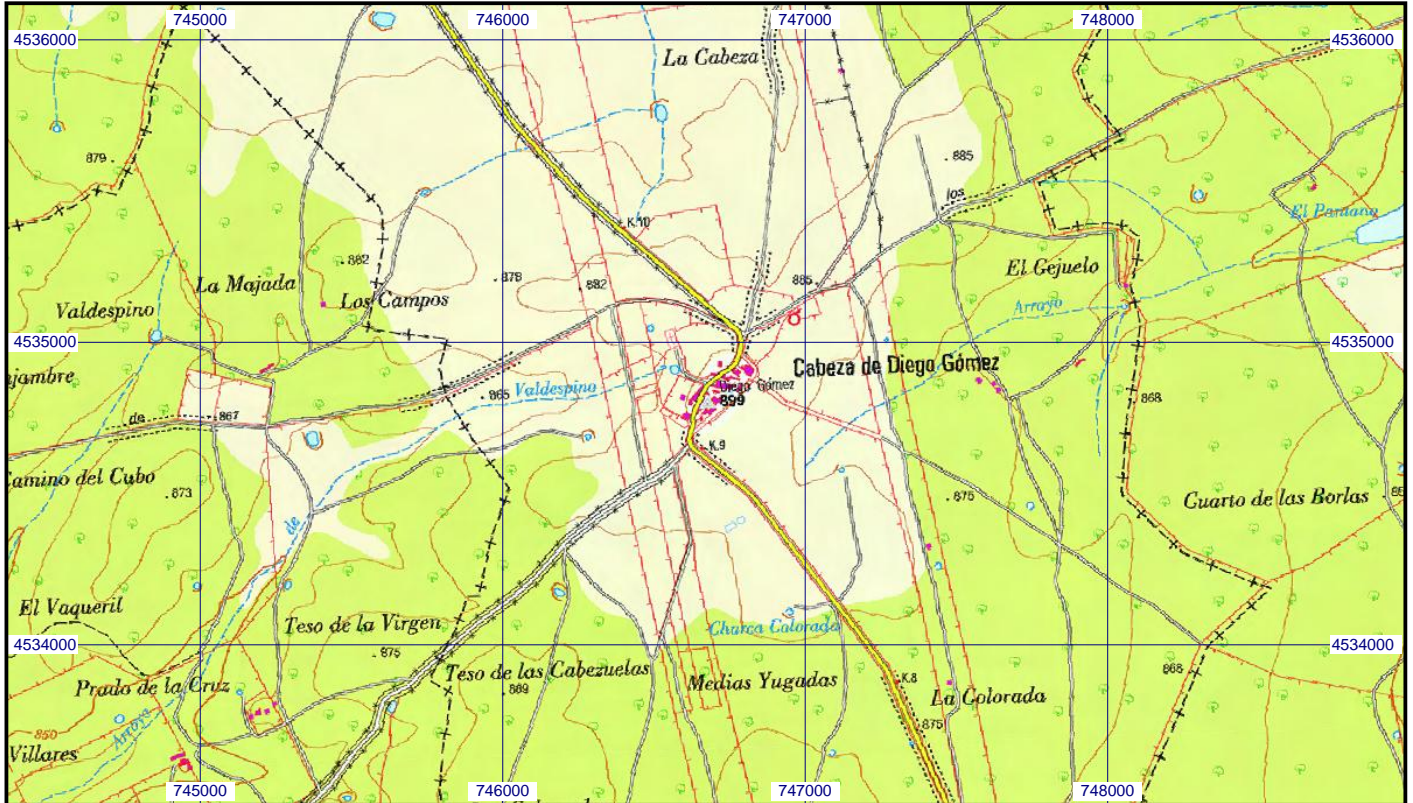 745000
746000
747000
748000
4536000
4536000
La Cabeza
879
885
los
El Pantano
K.10
882
La Majada
Los Campos
878
882
885
El Gejuelo
Arroyo
Valdespino
4535000
4535000
Cabeza de Diego Gómez
Valdespino
Diego Gómez
899
865
868
de
867
K.9
Camino del Cubo
873
875
Cuarto de las Borlas
de
El Vaqueril
Teso de la Virgen
Charca Colorada
4534000
4534000
875
Teso de las Cabezuelas
868
Prado de la Cruz
869
Medias Yugadas
K.8
La Colorada
Arroyo
850
875
Villares
745000
746000
747000
748000